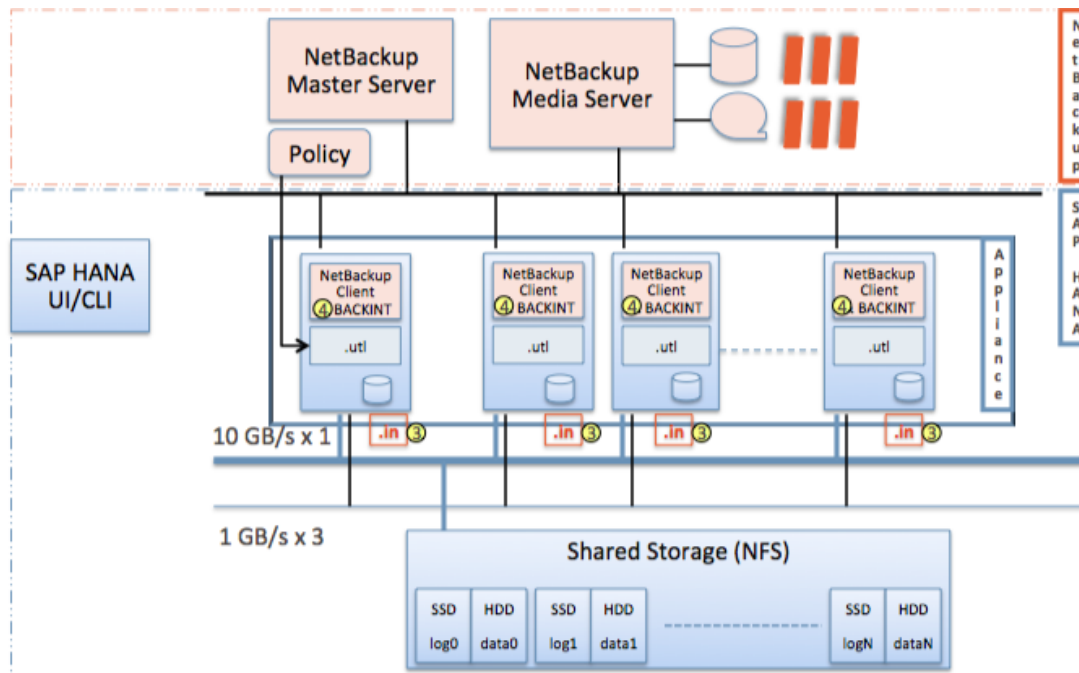 NetBackup
Master Server
NetBackup
Media Server
Policy
N
e
t
B
a
c
k
u
p
SAP HANA
UI/CLI
NetBackup
Client
④ BACKINT
.utl
NetBackup
Client
④ BACKINT
.utl
NetBackup
Client
④ BACKINT
.utl
NetBackup
Client
④ BACKINT
.utl
A
p
p
l
i
a
n
c
e
S
A
P
H
A
N
A
.in ③
.in ③
.in ③
.in ③
10 GB/s x 1
1 GB/s x 3
Shared Storage (NFS)
SSD
log0
HDD
data0
SSD
log1
HDD
data1
SSD
logN
HDD
dataN